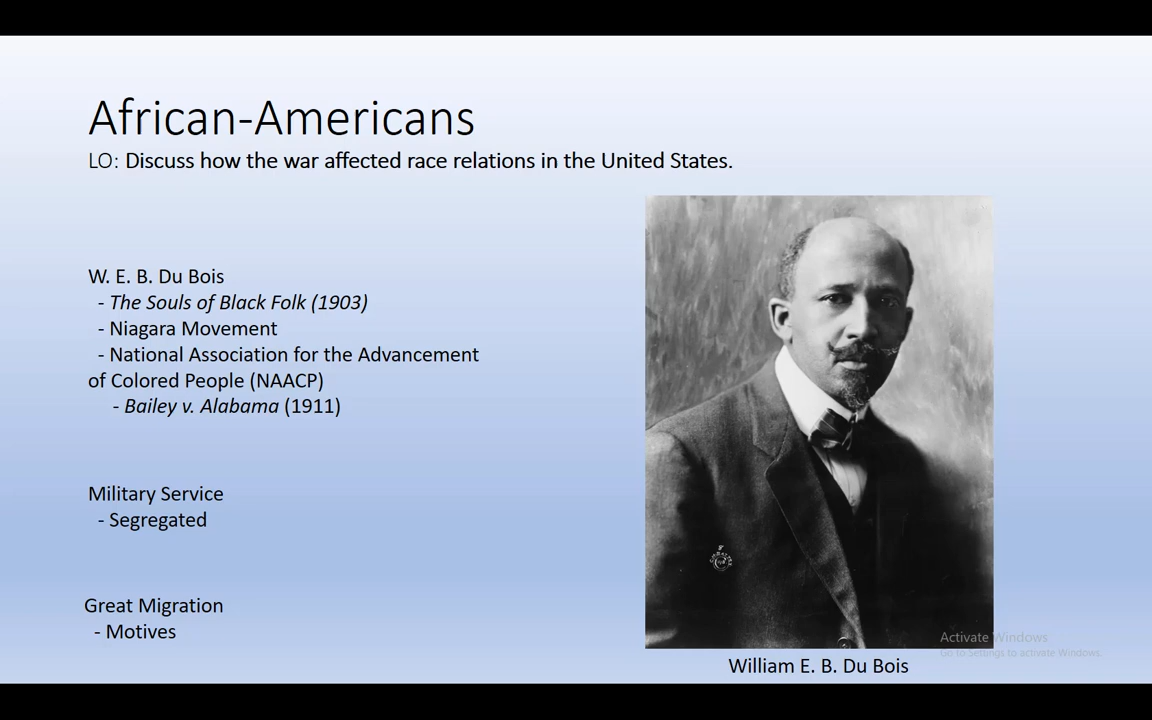 African-Americans
LO: Discuss how the war affected race relations in the United States.
W. E. B. Du Bois
- The Souls of Black Folk (1903)
- Niagara Movement
- National Association for the Advancement
of Colored People (NAACP)
- Bailey v. Alabama (1911)
Military Service
- Segregated
Great Migration
- Motives
William E. B. Du Bois
Activate Windows
Go to Settings to activate Windows.